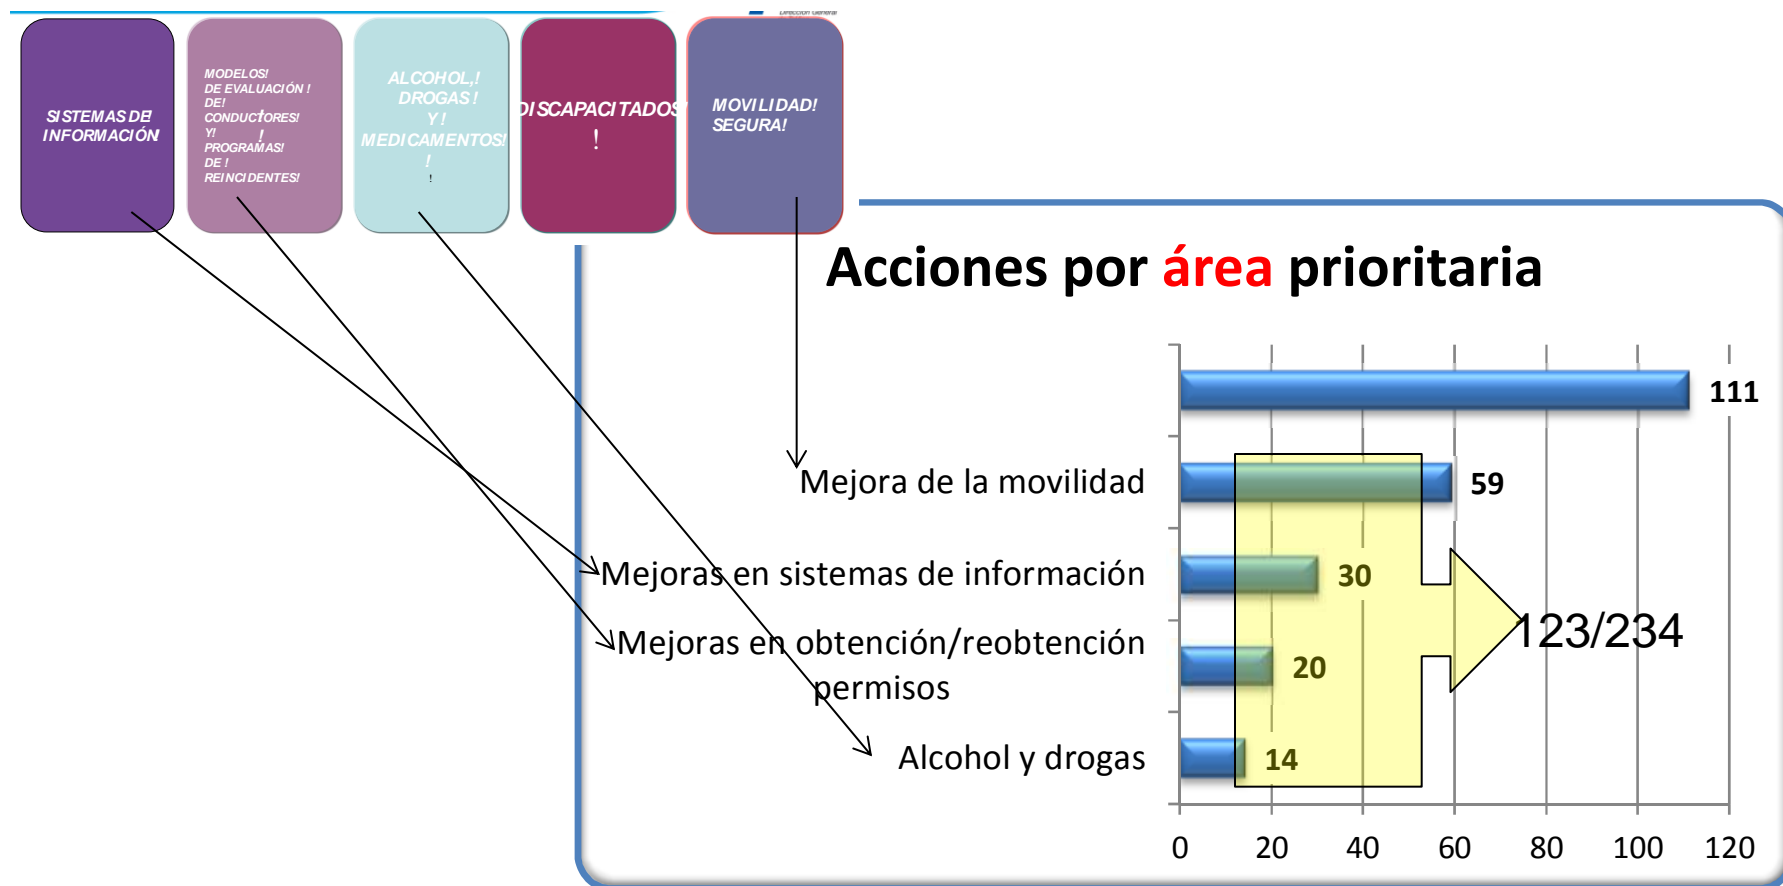 Dirección General
SISTEMAS DE!
INFORMACIÓN!
MODELOS!
DE EVALUACIÓN !
DE!
CONDUCTORES!
!
Y!
!
PROGRAMAS!
DE !
REINCIDENTES!
ALCOHOL,!
DROGAS !
Y !
MEDICAMENTOS!
!
!
DISCAPACITADOS!
!
MOVILIDAD!
SEGURA!
Acciones por área prioritaria
111
Mejora de la movilidad
59
Mejoras en sistemas de información
30
Mejoras en obtención/reobtención
permisos
20
123/234
Alcohol y drogas
14
0 20 40 60 80 100 120